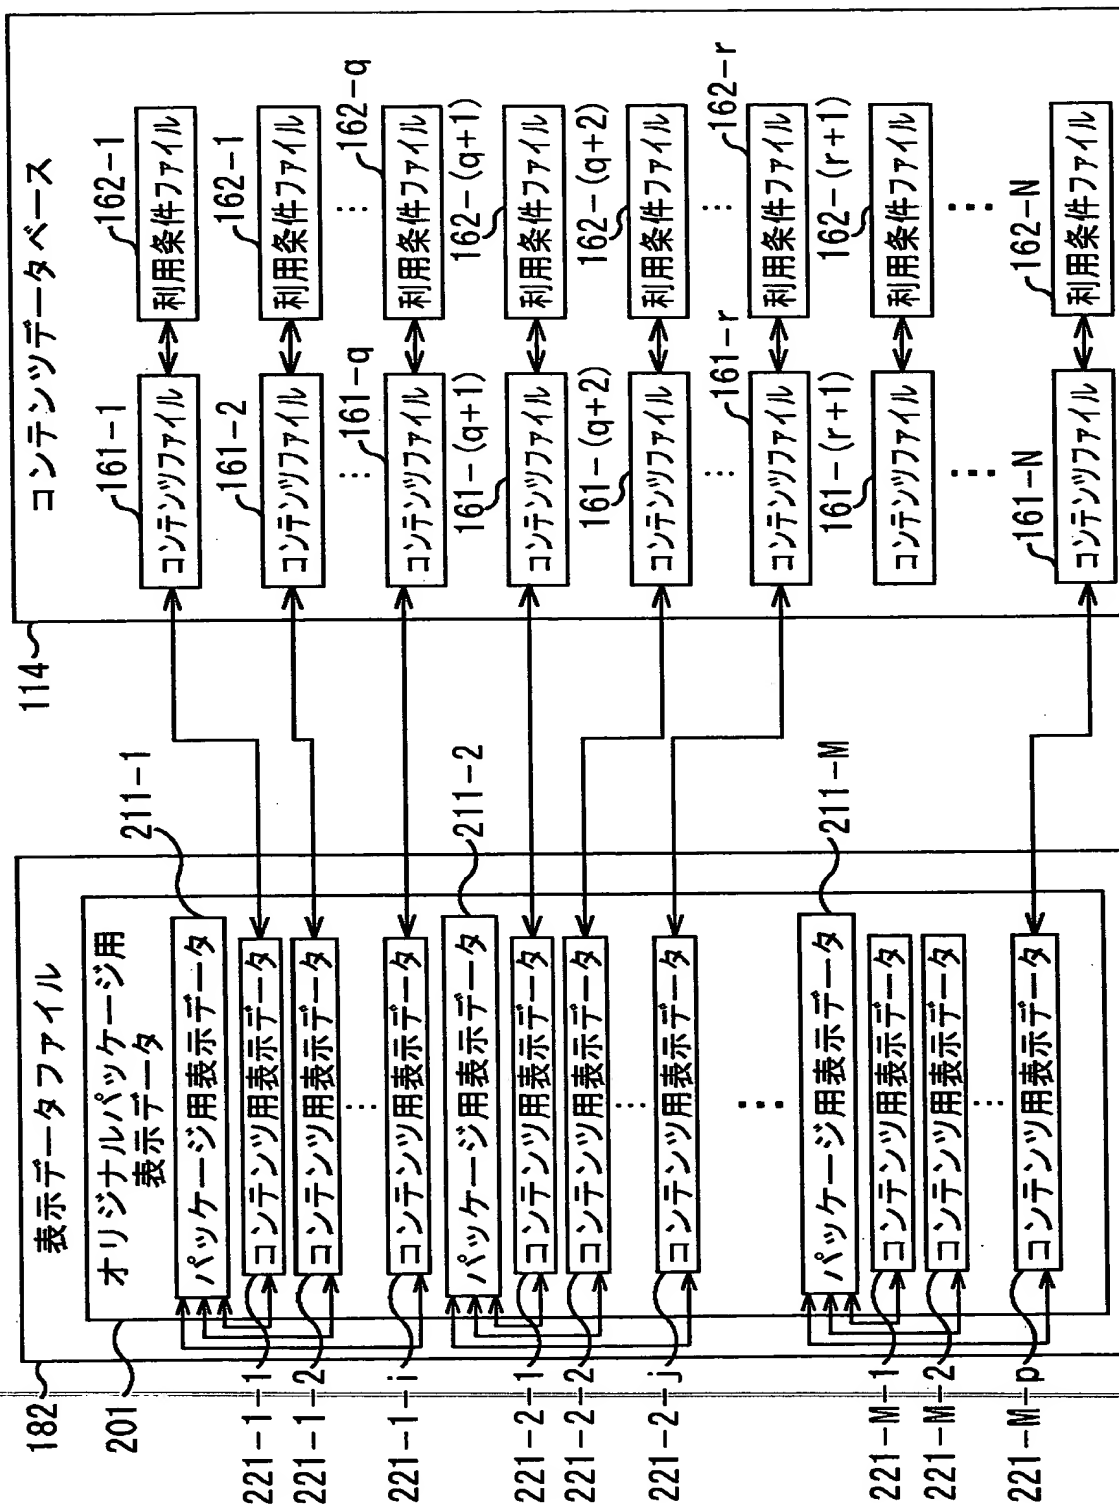 表示データファイル
182
オリジナルパッケージ用
表示データ
201
パッケージ用表示データ
211-1
コンテンツ用表示データ
221-1-1
コンテンツ用表示データ
221-1-2
⋮
コンテンツ用表示データ
221-1-i
パッケージ用表示データ
211-2
コンテンツ用表示データ
221-2-1
コンテンツ用表示データ
221-2-2
⋮
コンテンツ用表示データ
221-2-j
⋮
パッケージ用表示データ
211-M
コンテンツ用表示データ
221-M-1
コンテンツ用表示データ
221-M-2
⋮
コンテンツ用表示データ
221-M-p
コンテンツデータベース
114
161-1
コンテンツファイル
162-1
利用条件ファイル
161-2
コンテンツファイル
162-1
利用条件ファイル
⋮
161-q
コンテンツファイル
⋮
162-q
利用条件ファイル
161-(q+1)
コンテンツファイル
162-(q+1)
利用条件ファイル
161-(q+2)
コンテンツファイル
162-(q+2)
利用条件ファイル
⋮
161-r
コンテンツファイル
⋮
162-r
利用条件ファイル
161-(r+1)
コンテンツファイル
162-(r+1)
利用条件ファイル
⋮
161-N
コンテンツファイル
⋮
162-N
利用条件ファイル